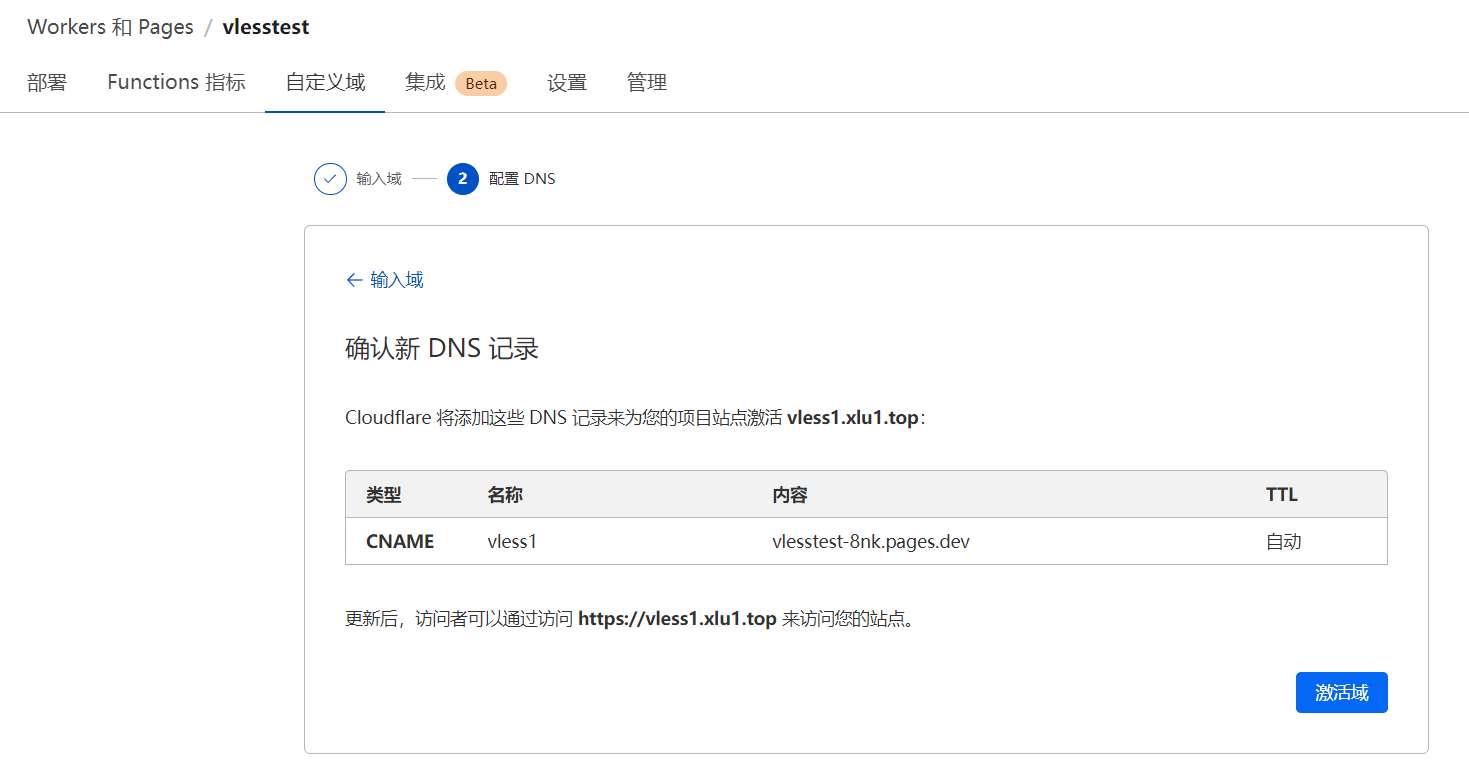 Workers 和 Pages / vlesstest
部署 Functions 指标 自定义域 集成 Beta 设置 管理
输入域 2 配置 DNS
← 输入域
确认新 DNS 记录
Cloudflare 将添加这些 DNS 记录来为您的项目站点激活 vless1.xlu1.top：
类型 名称 内容 TTL
CNAME vless1 vlesstest-8nk.pages.dev 自动
更新后，访问者可以通过访问 https://vless1.xlu1.top 来访问您的站点。
激活域